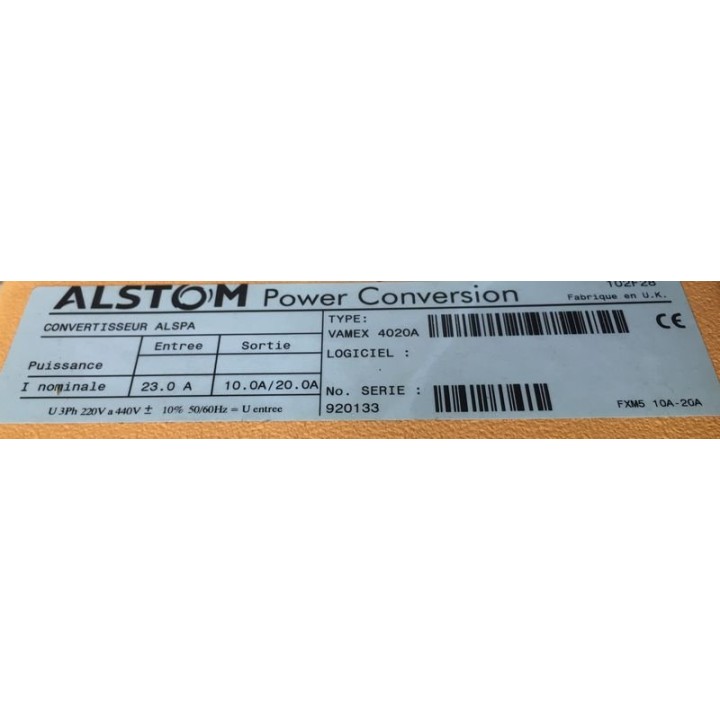 ALSTOM Power Conversion
Fabrique en U.K.
CONVERTISSEUR ALSPA
Entree Sortie
Puissance
I nominale 23.0 A 10.0A/20.0A
U 3Ph 220V a 440V ± 10% 50/60Hz = U entree
TYPE:
VAMEX 4020A
CE
LOGICIEL :
No. SERIE :
920133
FXM5 10A-20A